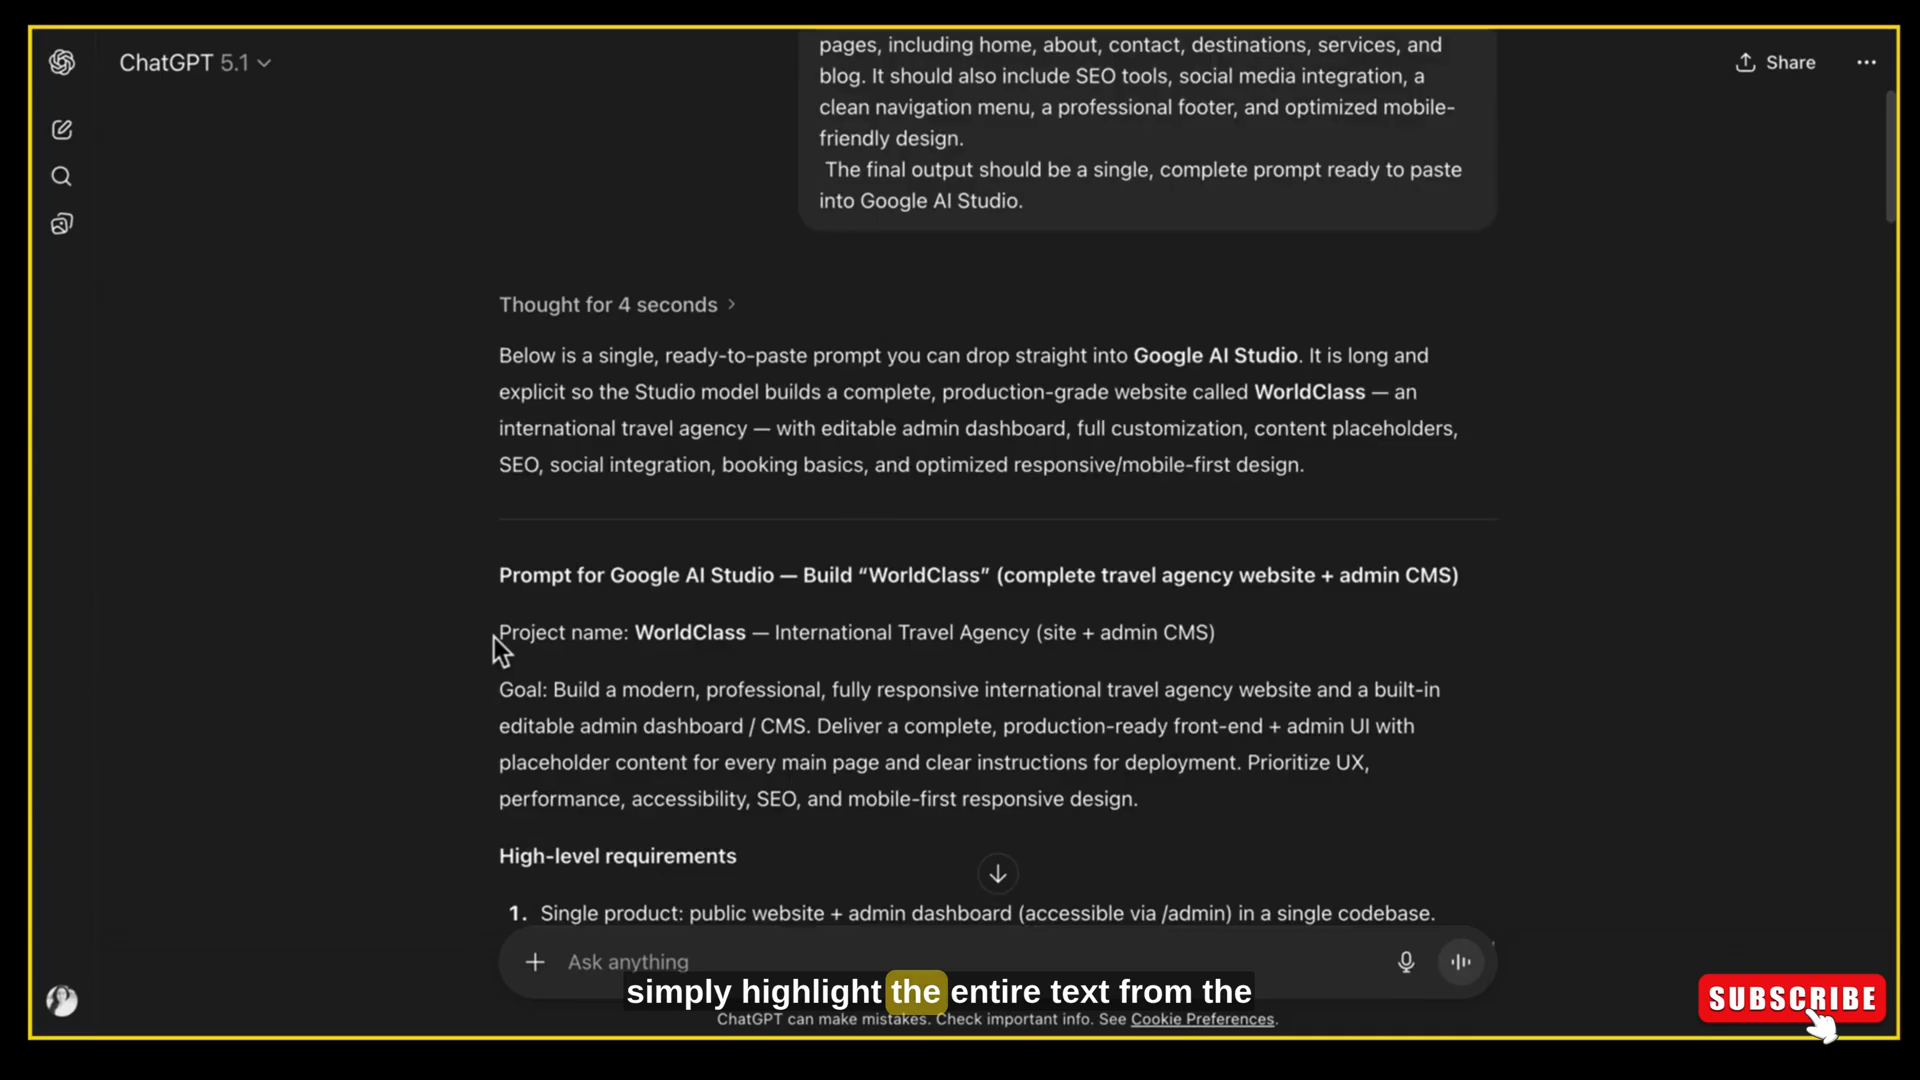 ChatGPT 5.1
Share
pages, including home, about, contact, destinations, services, and
blog. It should also include SEO tools, social media integration, a
clean navigation menu, a professional footer, and optimized mobile-
friendly design.
The final output should be a single, complete prompt ready to paste
into Google AI Studio.
Thought for 4 seconds
Below is a single, ready-to-paste prompt you can drop straight into Google AI Studio. It is long and
explicit so the Studio model builds a complete, production-grade website called WorldClass — an
international travel agency — with editable admin dashboard, full customization, content placeholders,
SEO, social integration, booking basics, and optimized responsive/mobile-first design.
Prompt for Google AI Studio — Build “WorldClass” (complete travel agency website + admin CMS)
Project name: WorldClass — International Travel Agency (site + admin CMS)
Goal: Build a modern, professional, fully responsive international travel agency website and a built-in
editable admin dashboard / CMS. Deliver a complete, production-ready front-end + admin UI with
placeholder content for every main page and clear instructions for deployment. Prioritize UX,
performance, accessibility, SEO, and mobile-first responsive design.
High-level requirements
1. Single product: public website + admin dashboard (accessible via /admin) in a single codebase.
Ask anything
simply highlight the entire text from the
ChatGPT can make mistakes. Check important info. See Cookie Preferences.
SUBSCRIBE